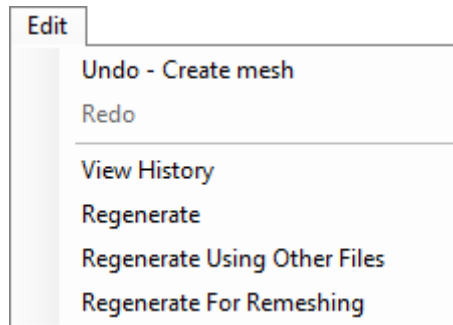 Edit
Undo - Create mesh
Redo
View History
Regenerate
Regenerate Using Other Files
Regenerate For Remeshing